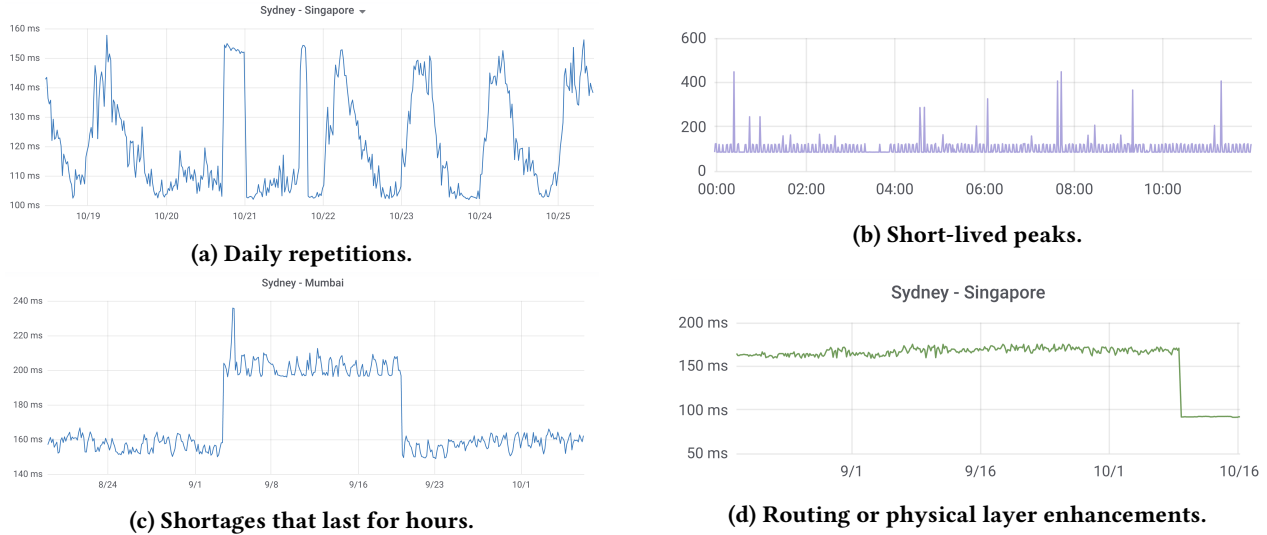 Sydney - Singapore
160 ms
150 ms
140 ms
130 ms
120 ms
110 ms
100 ms
10/19 10/20 10/21 10/22 10/23 10/24 10/25
(a) Daily repetitions.
600
400
200
0
00:00 02:00 04:00 06:00 08:00 10:00
(b) Short-lived peaks.
Sydney - Mumbai
240 ms
220 ms
200 ms
180 ms
160 ms
140 ms
8/24 9/1 9/8 9/16 9/23 10/1
(c) Shortages that last for hours.
Sydney - Singapore
200 ms
150 ms
100 ms
50 ms
9/1 9/16 10/1 10/16
(d) Routing or physical layer enhancements.